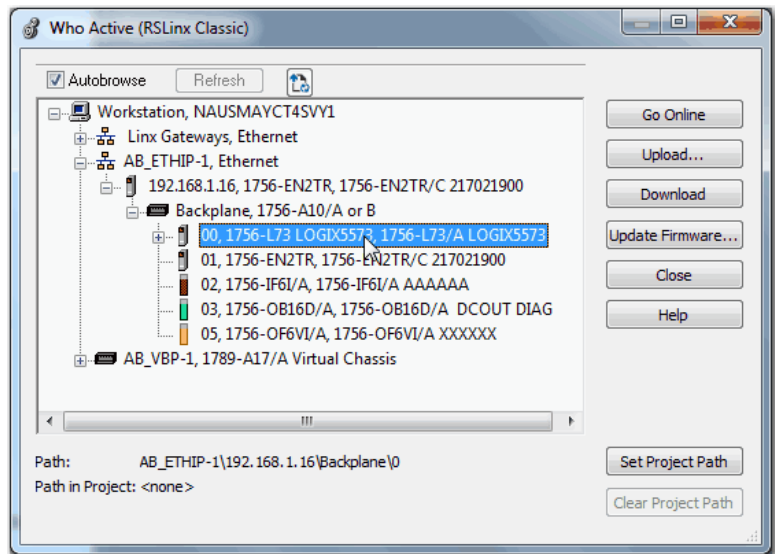 Who Active (RSLinx Classic)
Autobrowse
Refresh
Workstation, NAUSMAYCT4SVY1
Linx Gateways, Ethernet
AB_ETHIP-1, Ethernet
192.168.1.16, 1756-EN2TR, 1756-EN2TR/C 217021900
Backplane, 1756-A10/A or B
00, 1756-L73 LOGIX5573, 1756-L73/A LOGIX5573
01, 1756-EN2TR, 1756-EN2TR/C 217021900
02, 1756-IF6I/A, 1756-IF6I/A AAAAAA
03, 1756-OB16D/A, 1756-OB16D/A DCOUT DIAG
05, 1756-OF6VI/A, 1756-OF6VI/A XXXXXX
AB_VBP-1, 1789-A17/A Virtual Chassis
Go Online
Upload...
Download
Update Firmware...
Close
Help
Path: AB_ETHIP-1\192.168.1.16\Backplane\0
Path in Project: <none>
Set Project Path
Clear Project Path